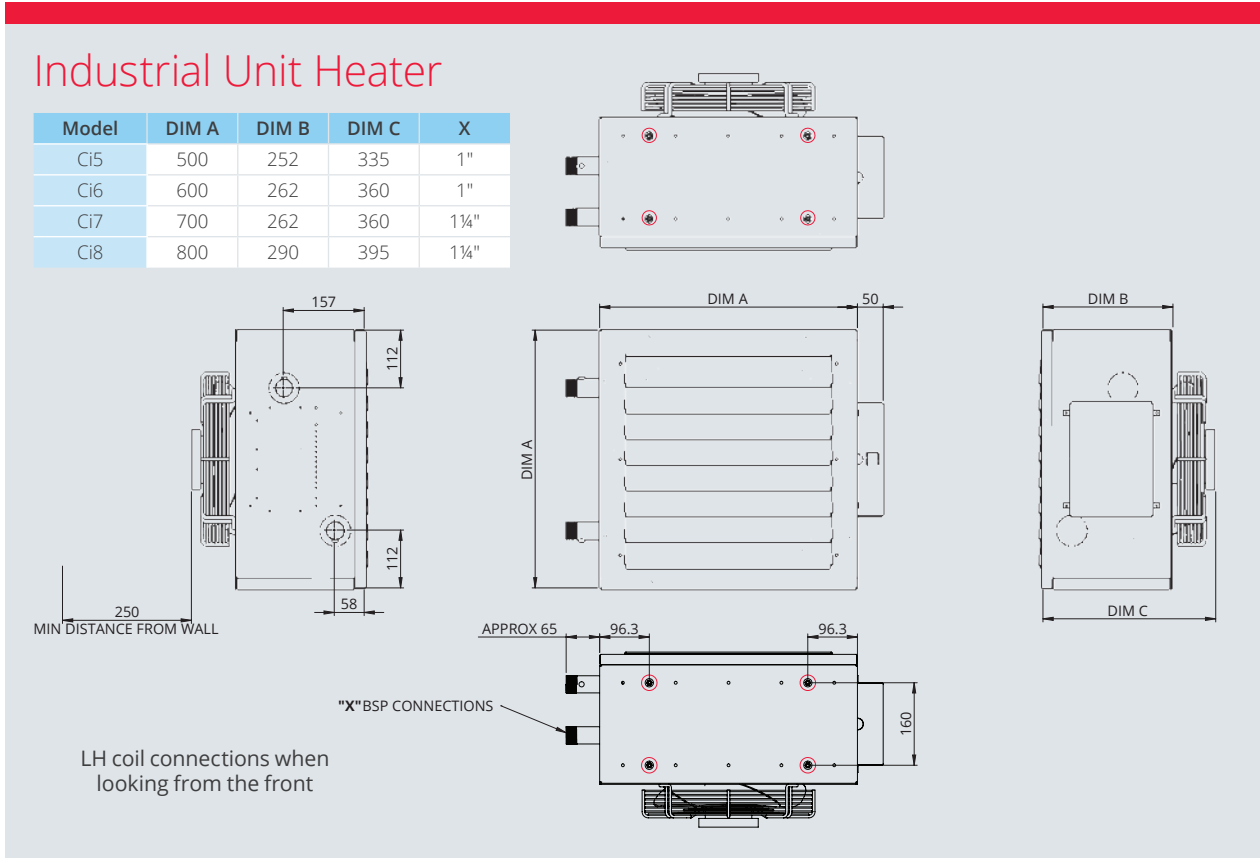 Industrial Unit Heater
Model DIM A DIM B DIM C X
Ci5 500 252 335 1"
Ci6 600 262 360 1"
Ci7 700 262 360 1¼"
Ci8 800 290 395 1¼"
157
112
112
58
250
MIN DISTANCE FROM WALL
DIM A
50
DIM A
DIM B
DIM C
APPROX 65
96.3
96.3
160
"X"BSP CONNECTIONS
LH coil connections when
looking from the front